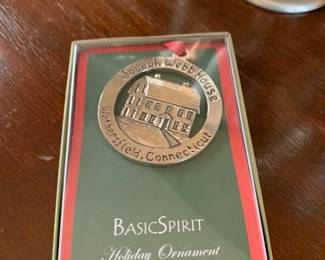 Joseph Webb House
Wethersfield, Connecticut
BASICSPIRIT
Holiday Ornament